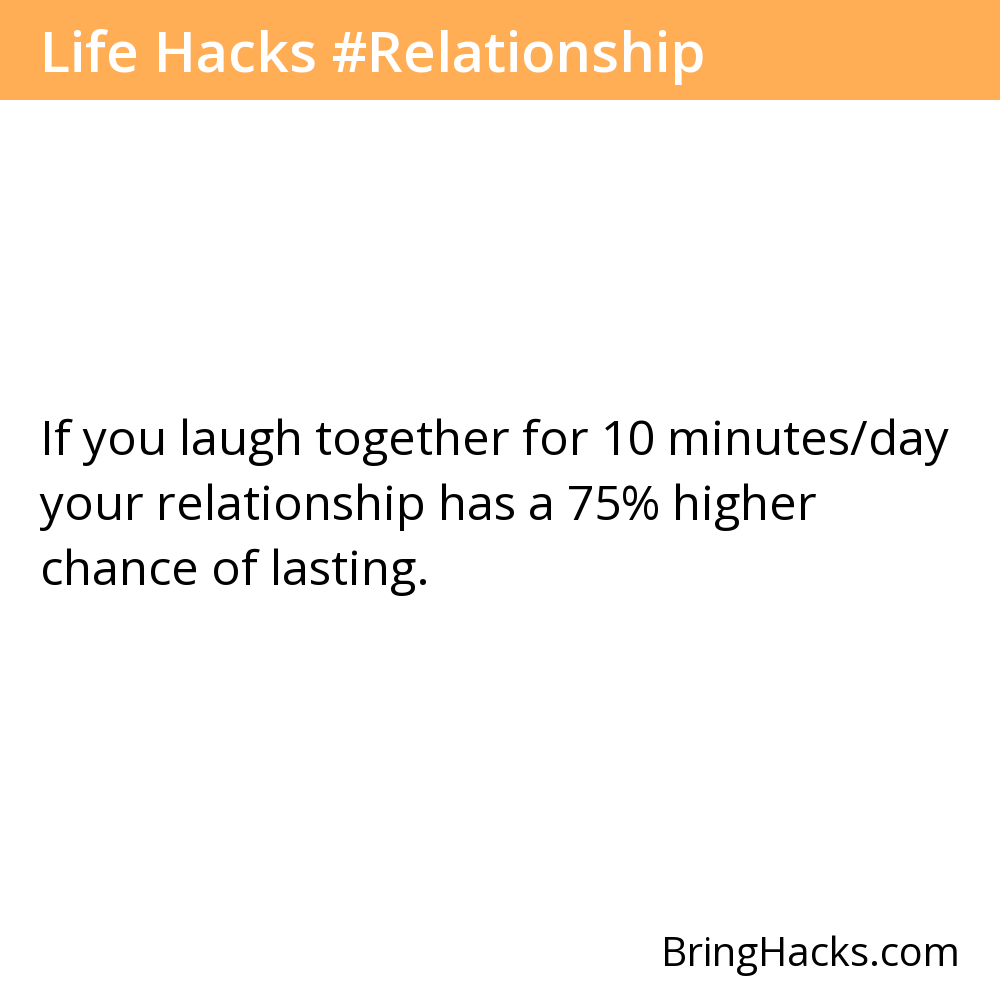 Life Hacks #Relationship
If you laugh together for 10 minutes/day
your relationship has a 75% higher
chance of lasting.
BringHacks.com